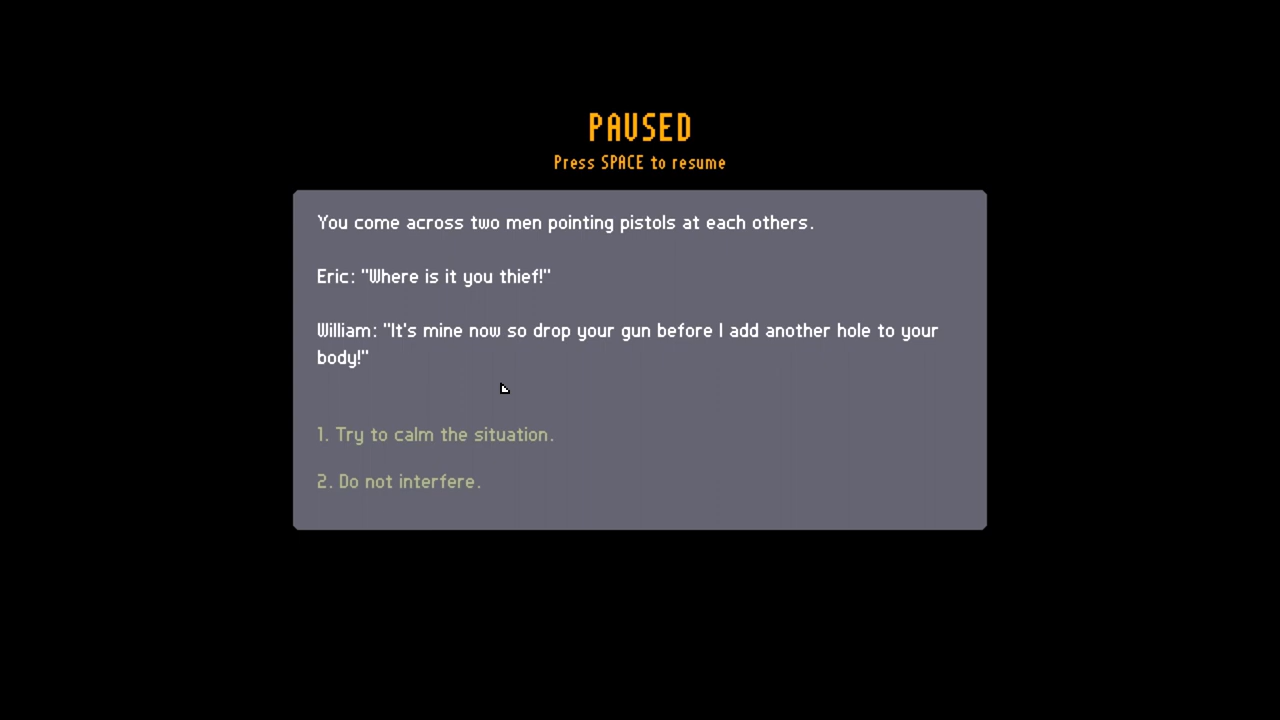 PAUSED
Press SPACE to resume
You come across two men pointing pistols at each others.
Eric: "Where is it you thief!"
William: "It's mine now so drop your gun before I add another hole to your
body!"
1. Try to calm the situation.
2. Do not interfere.